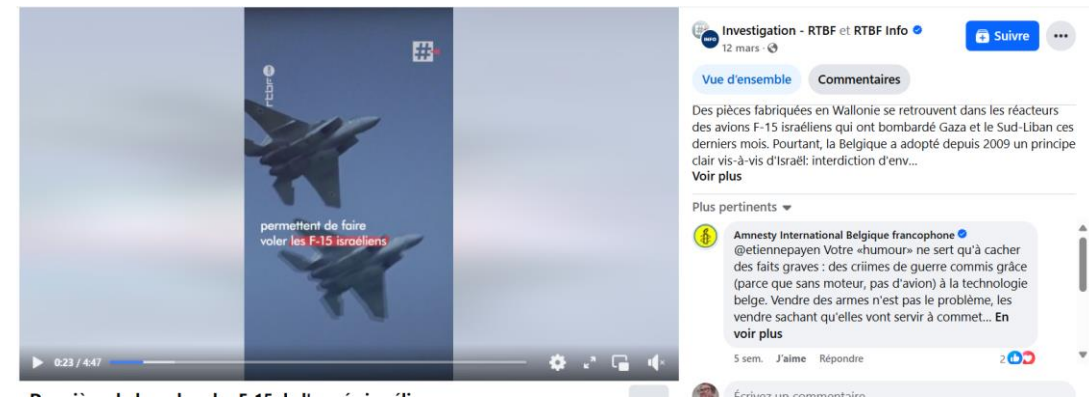 rtbf
#
permettent de faire
voler les F-15 israéliens
0:23 / 4:47
INFO
Investigation - RTBF et RTBF Info
12 mars ·
Suivre
Vue d'ensemble
Commentaires
Des pièces fabriquées en Wallonie se retrouvent dans les réacteurs
des avions F-15 israéliens qui ont bombardé Gaza et le Sud-Liban ces
derniers mois. Pourtant, la Belgique a adopté depuis 2009 un principe
clair vis-à-vis d'Israël: interdiction d'env...
Voir plus
Plus pertinents
Amnesty International Belgique francophone
@etiennepayen Votre «humour» ne sert qu'à cacher
des faits graves : des criimes de guerre commis grâce
(parce que sans moteur, pas d'avion) à la technologie
belge. Vendre des armes n'est pas le problème, les
vendre sachant qu'elles vont servir à commet... En
voir plus
5 sem. J'aime Répondre 2
Écrivez un commentaire